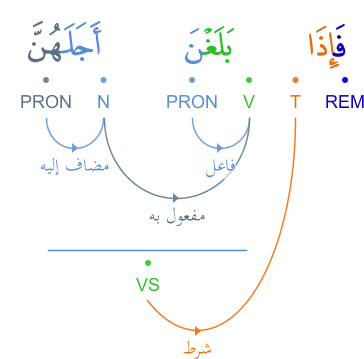 فَإِذَا بَلَغْنَ أَجَلَهُنَّ
REM T V PRON N PRON
فاعل مضاف إليه
مفعول به
VS
شرط